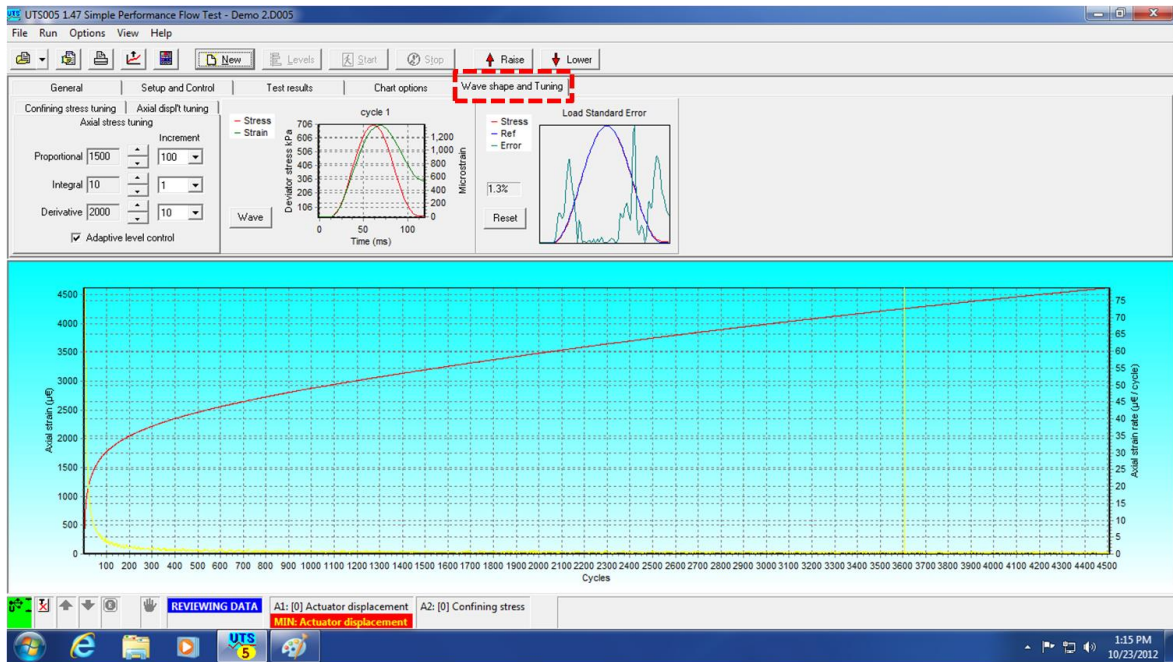 UTS005 1.47 Simple Performance Flow Test - Demo 2.D005
File Run Options View Help
New Levels Start Stop Raise Lower
General Setup and Control Test results Chart options Wave shape and Tuning
Confining stress tuning Axial displ't tuning
Axial stress tuning
Increment
Proportional 1500 100
Integral 10 1
Derivative 2000 10
Adaptive level control
Stress
Strain
Wave
cycle 1
Deviator stress kPa
706
606
506
406
306
206
106
1,200
1,000
800
600
400
200
0
Microstrain
0 50 100
Time (ms)
Stress
Ref
Error
1.3%
Reset
Load Standard Error
Axial strain (µ€)
4500
4000
3500
3000
2500
2000
1500
1000
500
0
75
70
65
60
55
50
45
40
35
30
25
20
15
10
5
0
Axial strain rate (µ€ / cycle)
100 200 300 400 500 600 700 800 900 1000 1100 1200 1300 1400 1500 1600 1700 1800 1900 2000 2100 2200 2300 2400 2500 2600 2700 2800 2900 3000 3100 3200 3300 3400 3500 3600 3700 3800 3900 4000 4100 4200 4300 4400 4500
Cycles
REVIEWING DATA A1: [0] Actuator displacement A2: [0] Confining stress
MIN: Actuator displacement
UTS
5
1:15 PM
10/23/2012